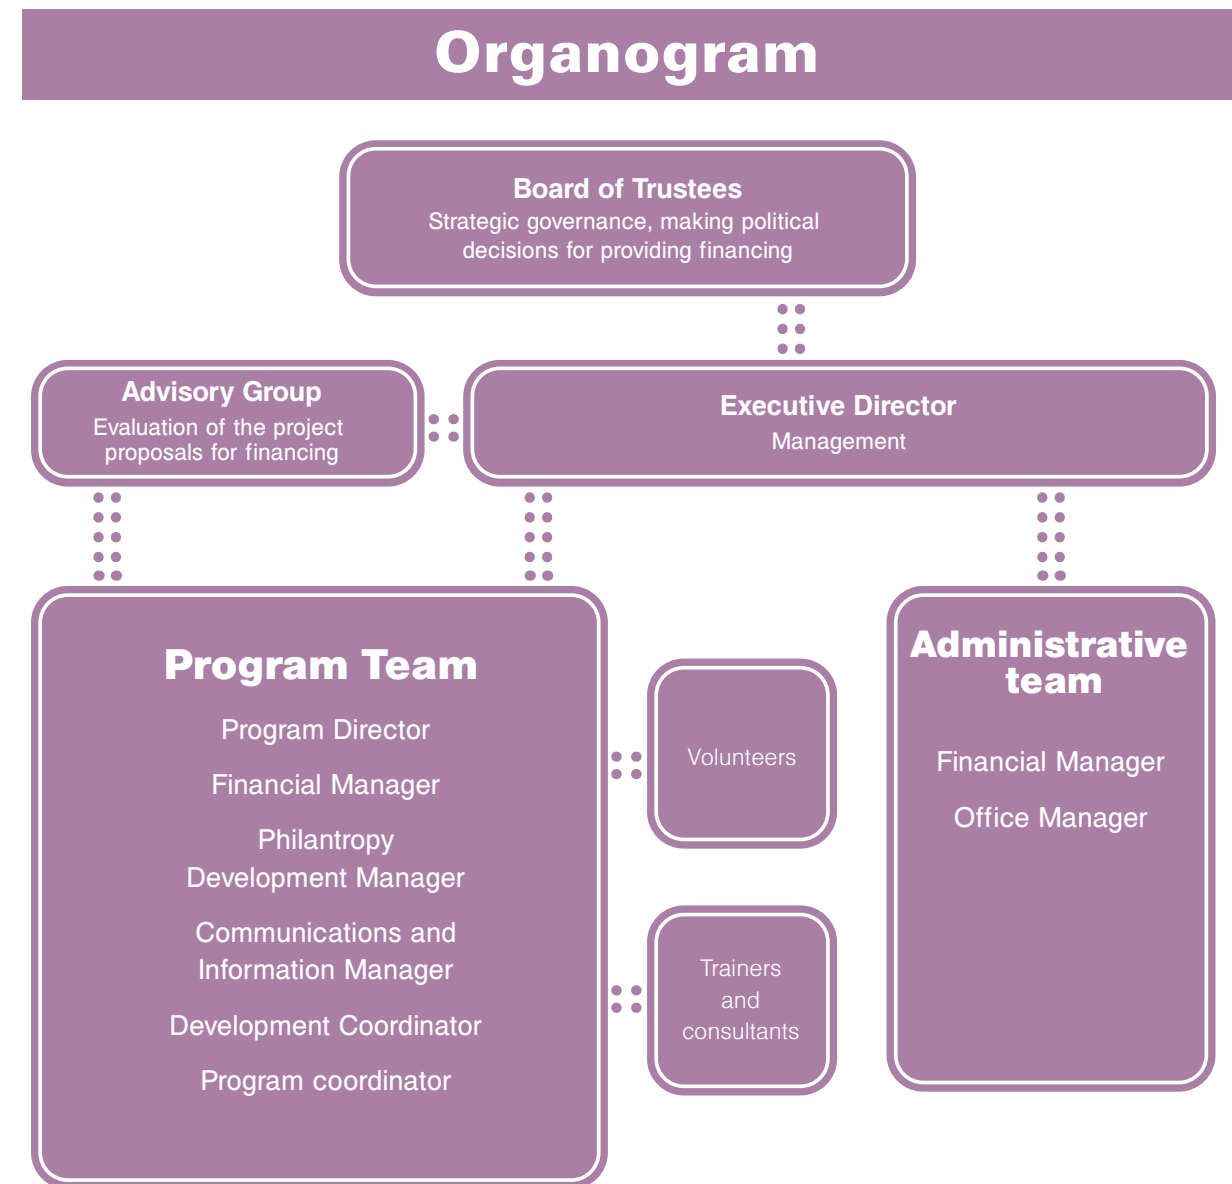 Organogram
Board of Trustees
Strategic governance, making political
decisions for providing financing
Advisory Group
Evaluation of the project
proposals for financing
Executive Director
Management
Program Team
Program Director
Financial Manager
Philantropy
Development Manager
Communications and
Information Manager
Development Coordinator
Program coordinator
Volunteers
Trainers
and
consultants
Administrative
team
Financial Manager
Office Manager